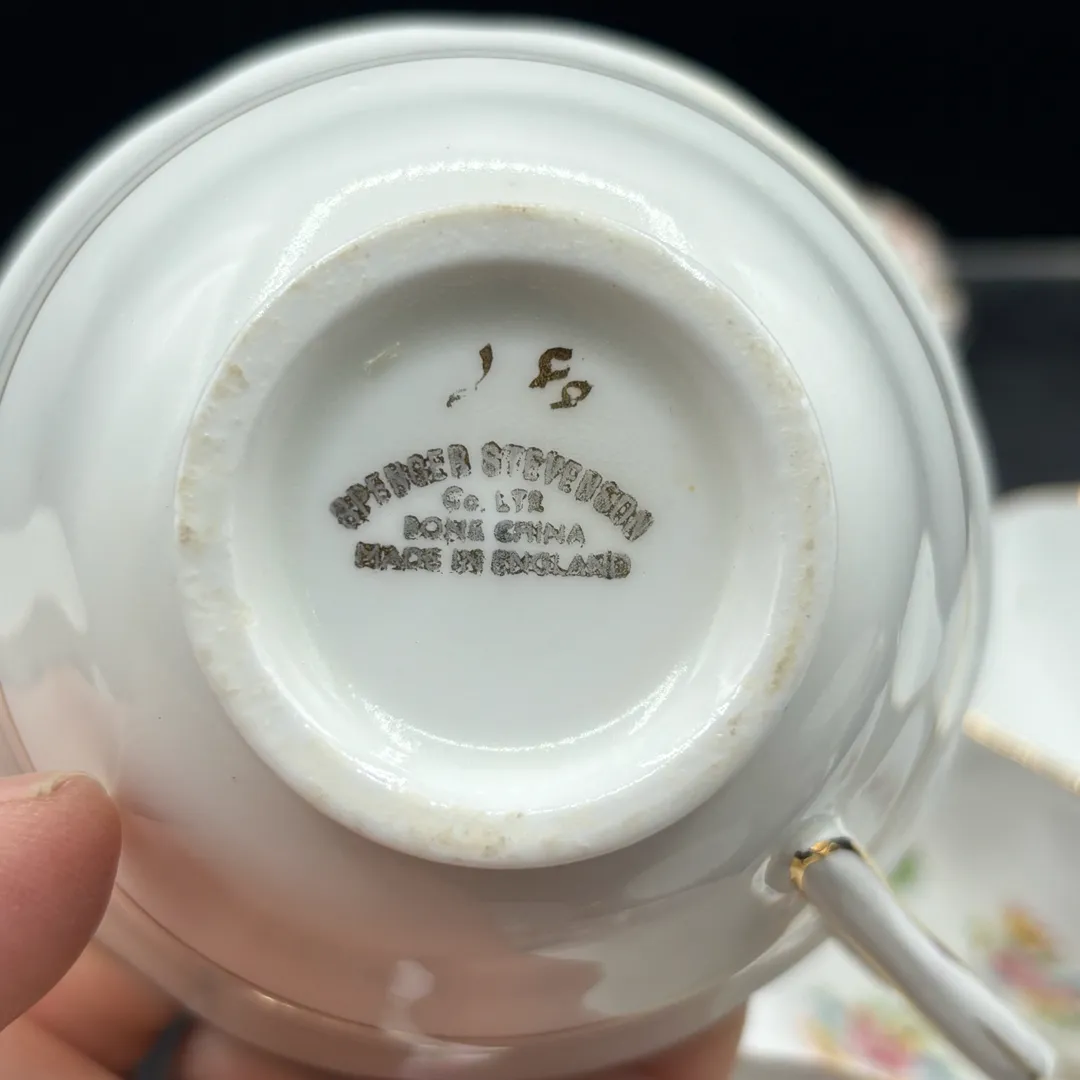 SPENCER STEVENSON
Co. LTD
BONE CHINA
MADE IN ENGLAND